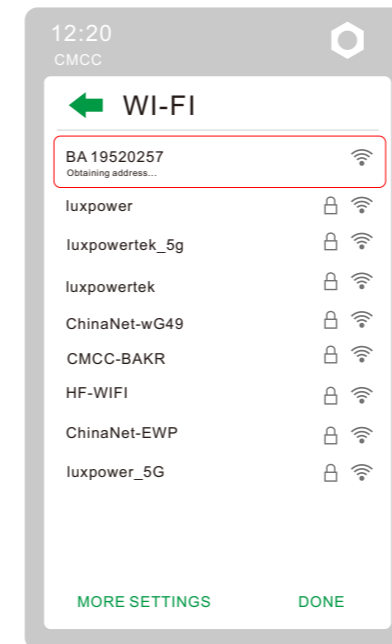 12:20
CMCC
WI-FI
BA 19520257
Obtaining address...
luxpower
luxpowertek_5g
luxpowertek
ChinaNet-wG49
CMCC-BAKR
HF-WIFI
ChinaNet-EWP
luxpower_5G
MORE SETTINGS DONE